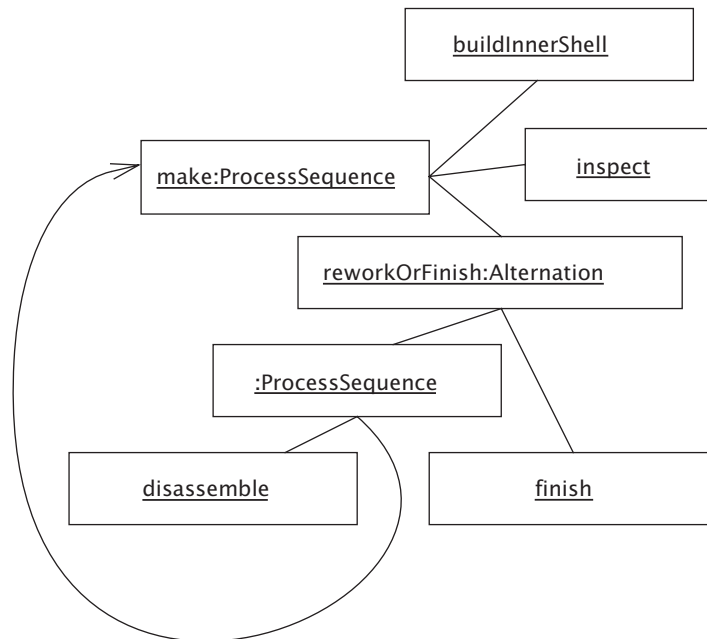 buildInnerShell
make:ProcessSequence
inspect
reworkOrFinish:Alternation
:ProcessSequence
disassemble
finish